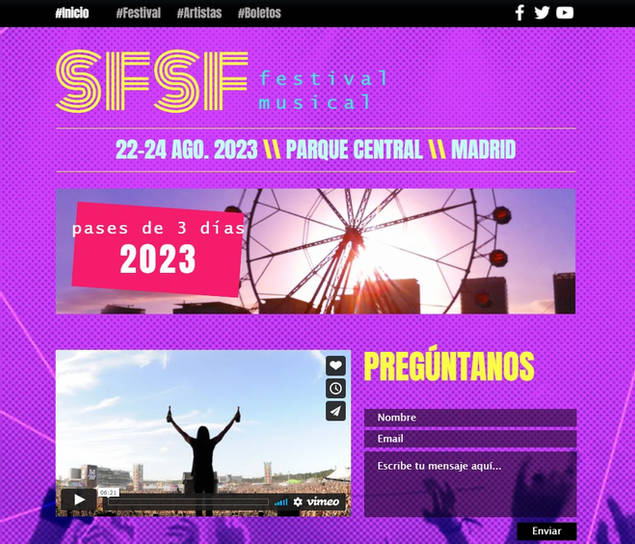 #Inicio #Festival #Artistas #Boletos
SFSF festival
musical
22-24 AGO. 2023 \\ PARQUE CENTRAL \\ MADRID
pases de 3 días
2023
PREGÚNTANOS
Nombre
Email
Escribe tu mensaje aquí...
06:21
vimeo
Enviar